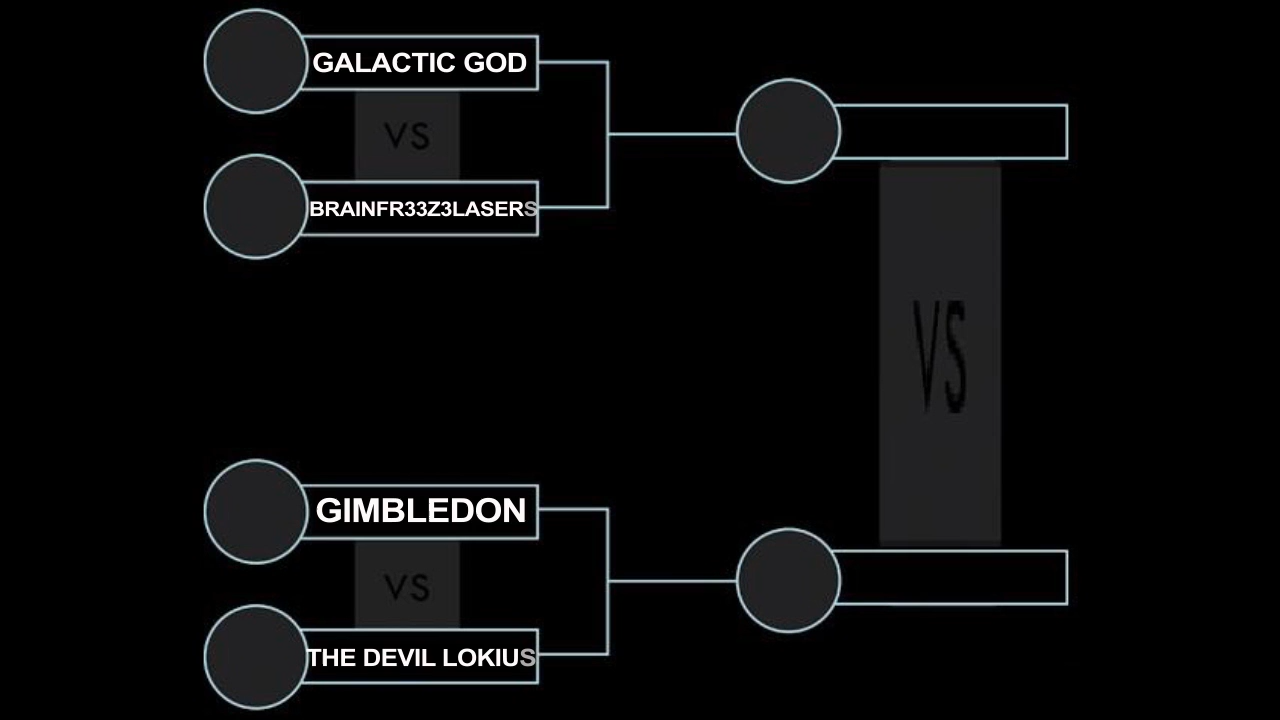 GALACTIC GOD
VS
BRAINFR33Z3LASERS
VS
GIMBLEDON
VS
THE DEVIL LOKIUS